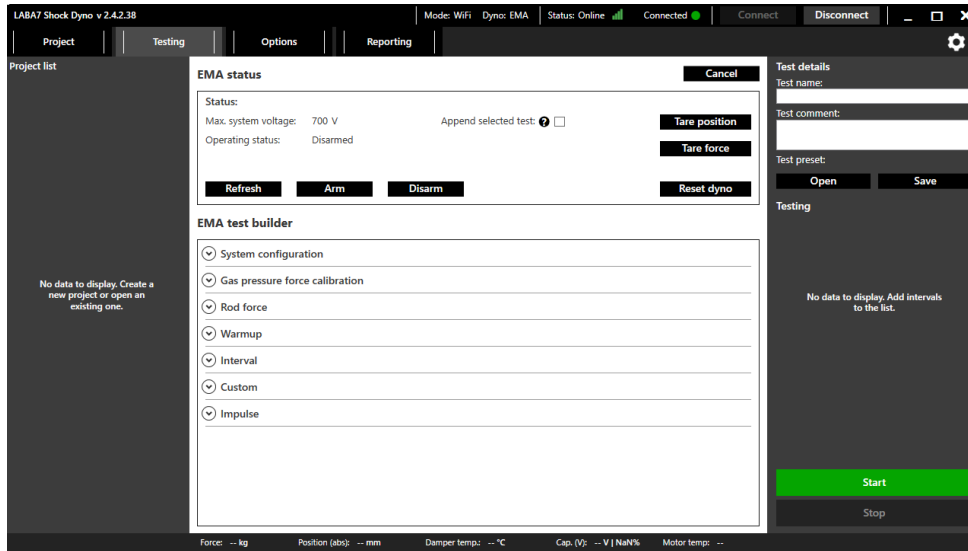 LABA7 Shock Dyno v 2.4.2.38
Mode: WiFi Dyno: EMA
Status: Online
Connected
Connect
Disconnect
Project
Testing
Options
Reporting
Project list
No data to display. Create a
new project or open an
existing one.
EMA status
Cancel
Status:
Max. system voltage: 700 V
Append selected test: ?
Tare position
Operating status: Disarmed
Tare force
Refresh
Arm
Disarm
Reset dyno
EMA test builder
System configuration
Gas pressure force calibration
Rod force
Warmup
Interval
Custom
Impulse
Test details
Test name:
Test comment:
Test preset:
Open
Save
Testing
No data to display. Add intervals
to the list.
Start
Stop
Force: -- kg
Position (abs): -- mm
Damper temp.: -- °C
Cap. (V): -- V | NaN%
Motor temp: --